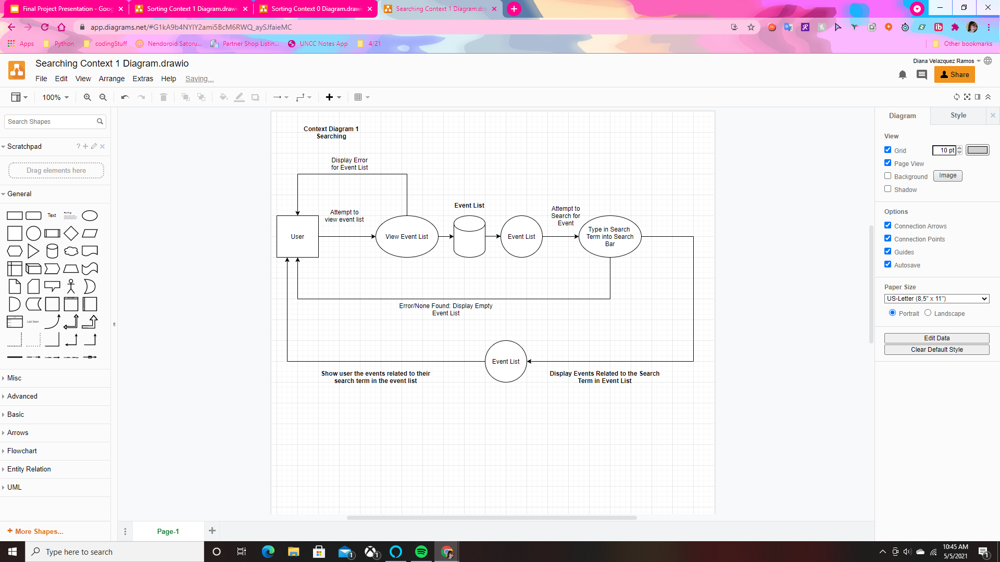 Final Project Presentation - Goog
Sorting Context 1 Diagram.drawi
Sorting Context 0 Diagram.drawi
Searching Context 1 Diagram.dra
app.diagrams.net/#G1kA9b4NYlY2ami5BcM6RWQ_aySJfaieMC
Apps
Python
codingStuff
Nendoroid Satoru...
Partner Shop Listin...
UNCC Notes App
4/21
Other bookmarks
Searching Context 1 Diagram.drawio
Diana Velazquez Ramos
File Edit View Arrange Extras Help Saving...
Share
100%
Search Shapes
Scratchpad
?
Drag elements here
General
Text
Heading
List Item
Misc
Advanced
Basic
Arrows
Flowchart
Entity Relation
UML
+ More Shapes...
Context Diagram 1
Searching
Display Error
for Event List
Attempt to
view event list
User
View Event List
Event List
Event List
Attempt to
Search for
Event
Type in Search
Term into Search
Bar
Error/None Found: Display Empty
Event List
Event List
Show user the events related to their
search term in the event list
Display Events Related to the Search
Term in Event List
Page-1
Diagram
Style
View
Grid
10 pt
Page View
Background
Image
Shadow
Options
Connection Arrows
Connection Points
Guides
Autosave
Paper Size
US-Letter (8,5" x 11")
Portrait
Landscape
Edit Data
Clear Default Style
Type here to search
1
1
10:45 AM
5/5/2021
1